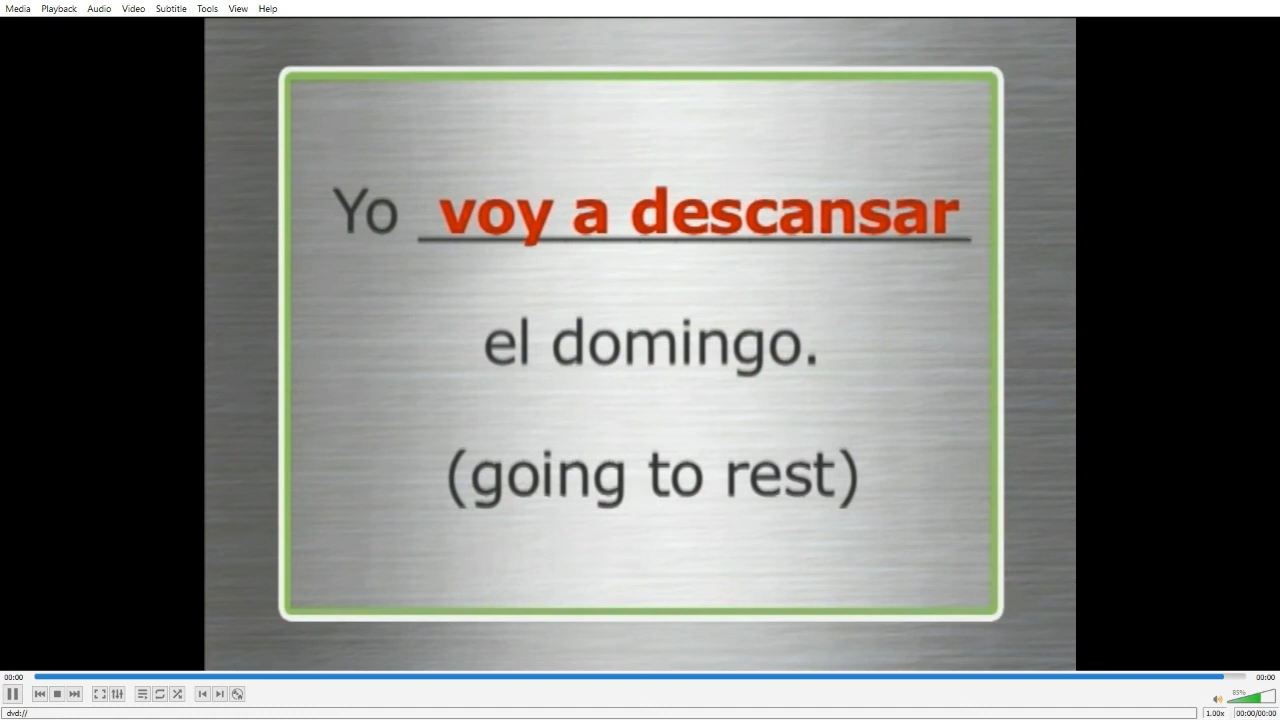 Media Playback Audio Video Subtitle Tools View Help
Yo voy a descansar
el domingo.
(going to rest)
00:00 00:00
85%
dvd:// 1.00x 00:00/00:00